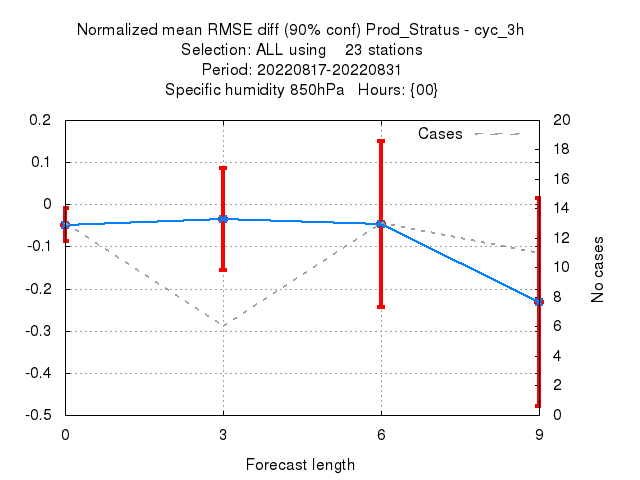 Normalized mean RMSE diff (90% conf) Prod_Stratus - cyc_3h
Selection: ALL using    23 stations
Period: 20220817-20220831
Specific humidity 850hPa   Hours: {00}
0.2
0.1
0
-0.1
-0.2
-0.3
-0.4
-0.5
Cases
20
18
16
14
12
10
8
6
4
2
0
No cases
0 3 6 9
Forecast length